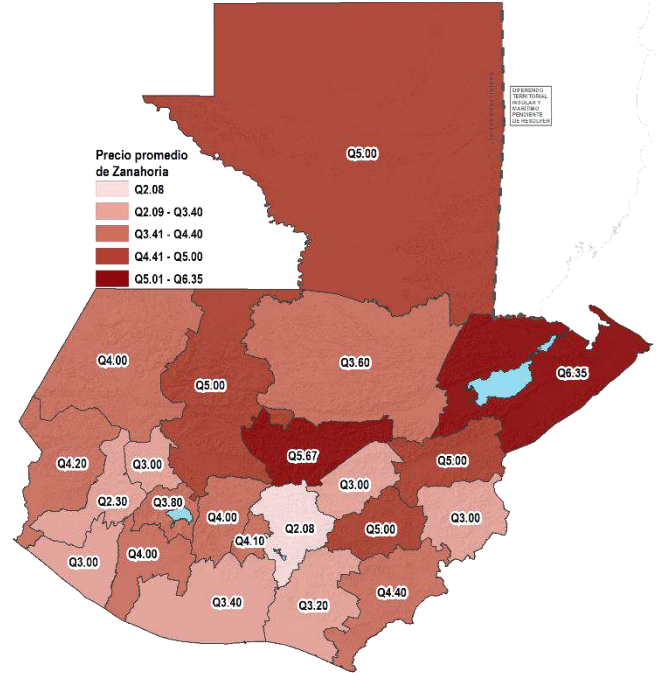 DIFERENDO
TERRITORIAL
INSULAR Y
MARÍTIMO
PENDIENTE
DE RESOLVER
Q5.00
Precio promedio
de Zanahoria
Q2.08
Q2.09 - Q3.40
Q3.41 - Q4.40
Q4.41 - Q5.00
Q5.01 - Q6.35
Q4.00
Q5.00
Q3.60
Q6.35
Q4.20
Q3.00
Q5.67
Q5.00
Q2.30
Q3.80
Q3.00
Q4.00
Q2.08
Q5.00
Q3.00
Q4.10
Q3.00
Q4.00
Q4.40
Q3.40
Q3.20